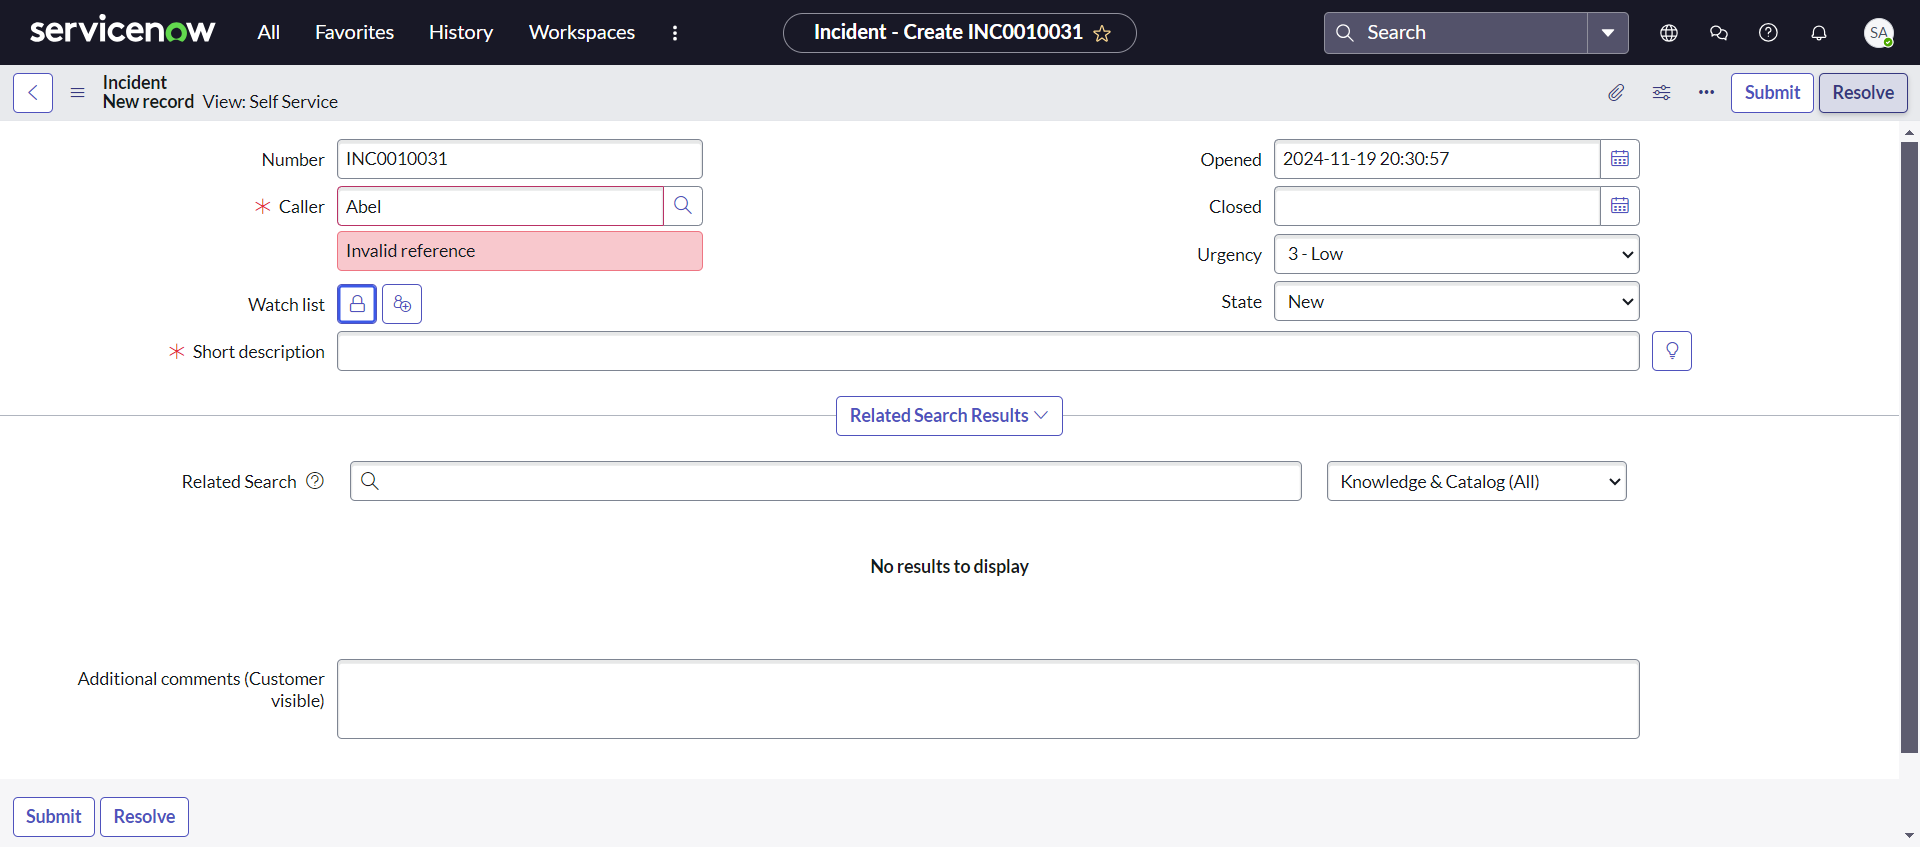 servicenow All Favorites History Workspaces Incident - Create INC0010031 Search SA
Incident
New record View: Self Service Submit Resolve
Number INC0010031 Opened 2024-11-19 20:30:57
Caller Abel Closed
Invalid reference Urgency 3 - Low
Watch list State New
Short description
Related Search Results
Related Search Knowledge & Catalog (All)
No results to display
Additional comments (Customer
visible)
Submit Resolve